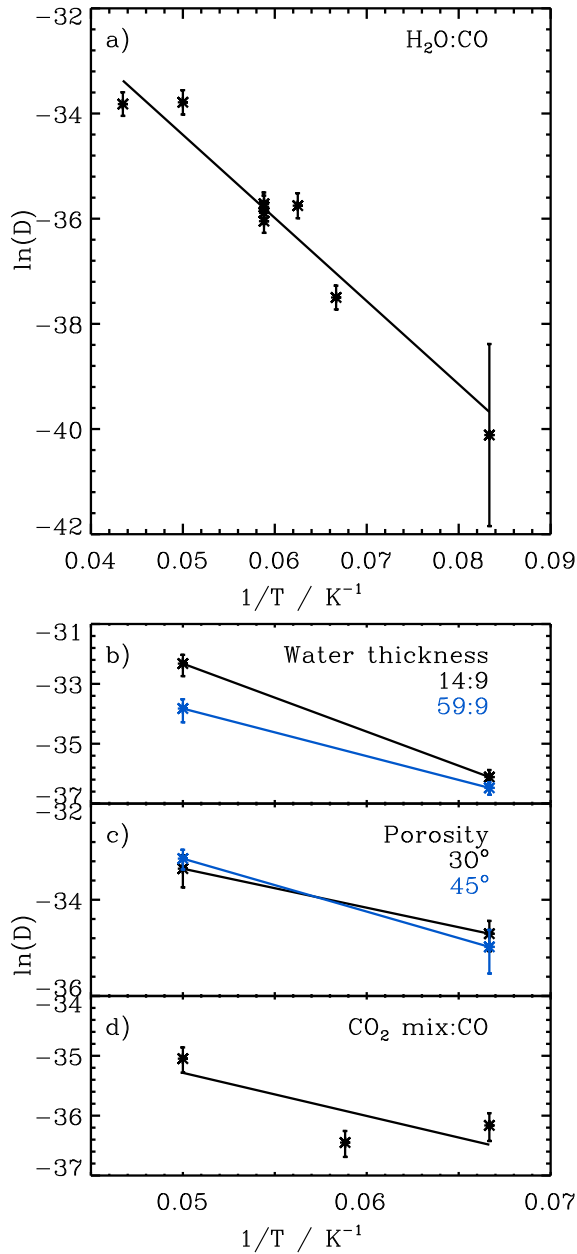 −32
a)
H₂O:CO
−34
−36
ln(D)
−38
−40
−42
0.04 0.05 0.06 0.07 0.08 0.09
1/T / K⁻¹
−31
b)
Water thickness
14:9
59:9
−33
−35
−37
−32
c)
Porosity
30°
45°
−34
ln(D)
−36
−34
d)
CO₂ mix:CO
−35
−36
−37
0.05 0.06 0.07
1/T / K⁻¹